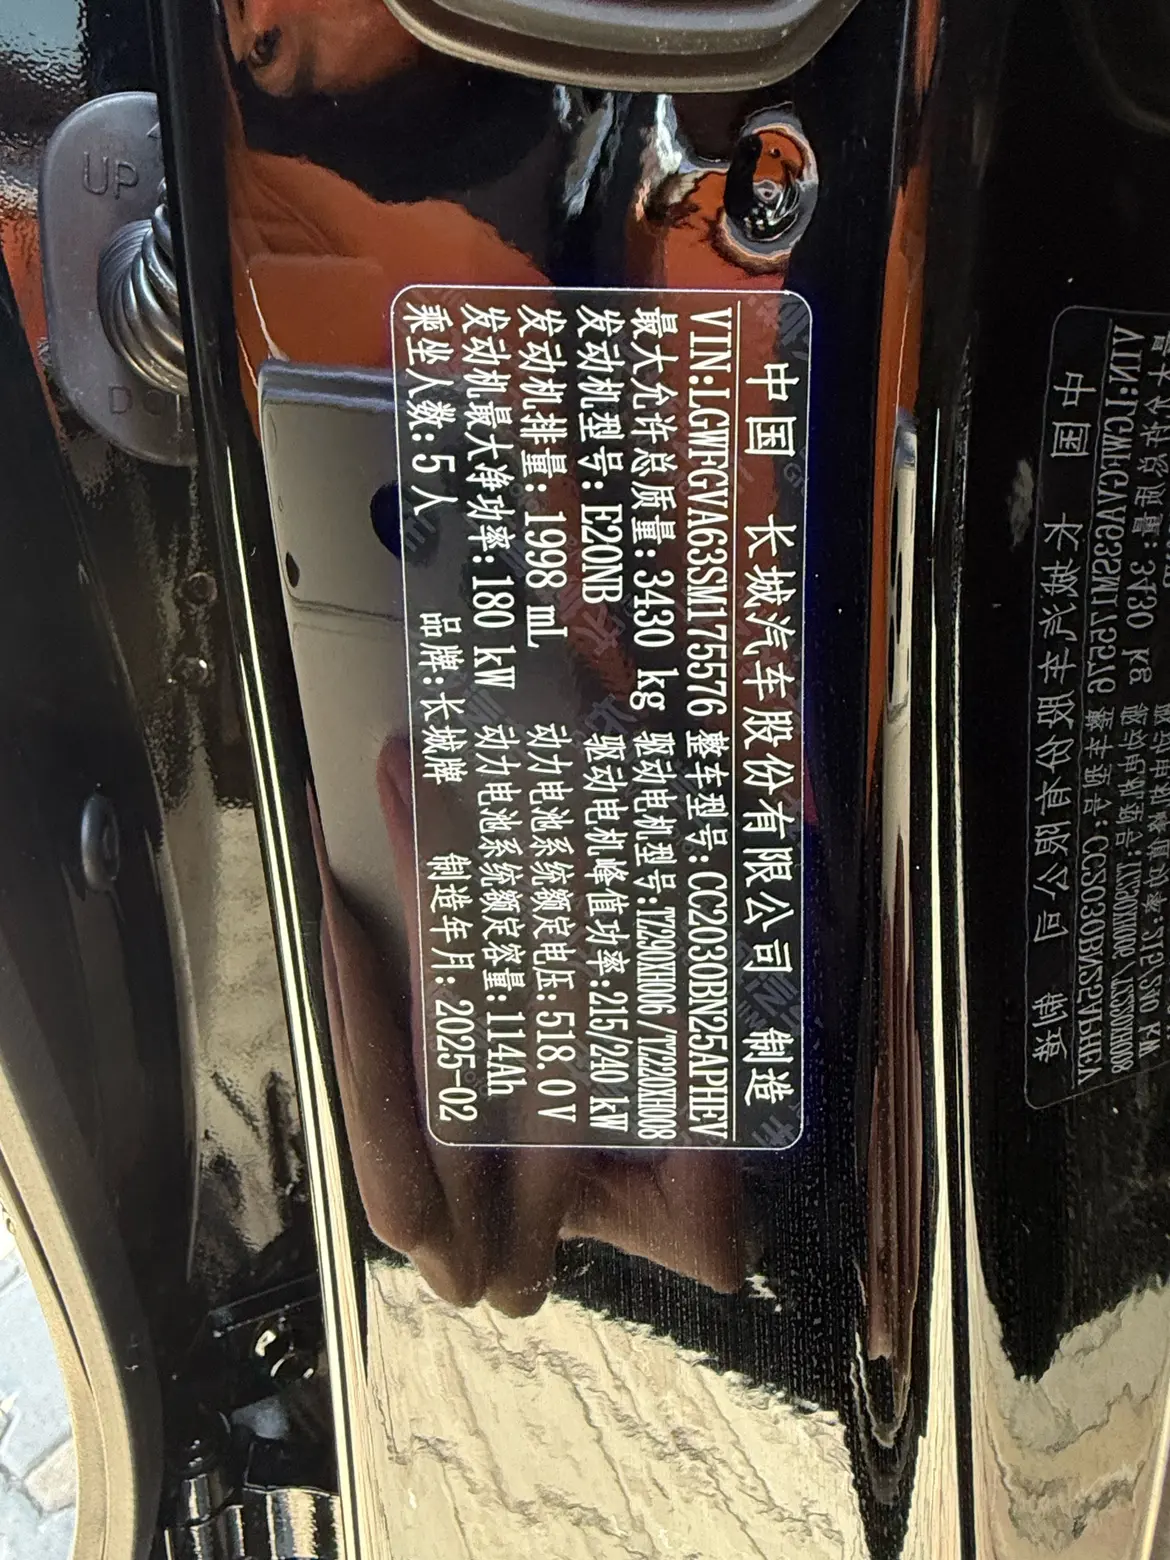 中国 长城汽车股份有限公司 制造
VIN:LGWFGVA63SM175576 整车型号:CC2030BN25APHEV
最大允许总质量:3430 kg 驱动电机型号:TZ290XH006/TZ220XH008
发动机型号:E20NB 驱动电机峰值功率:215/240 kW
发动机排量:1998 mL 动力电池系统额定电压:518.0 V
发动机最大净功率:180 kW 动力电池系统额定容量:114Ah
乘坐人数:5人 品牌:长城牌 制造年月:2025-02
UP